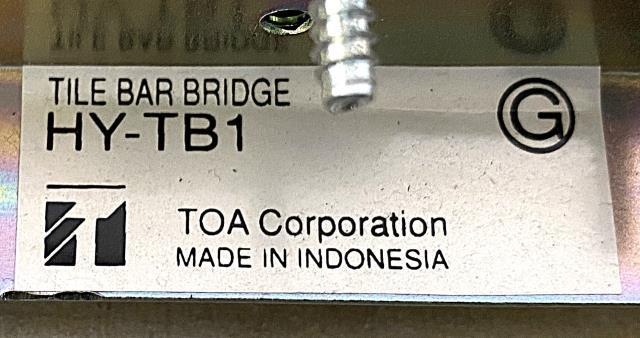 TILE BAR BRIDGE
HY-TB1
G
TOA Corporation
MADE IN INDONESIA